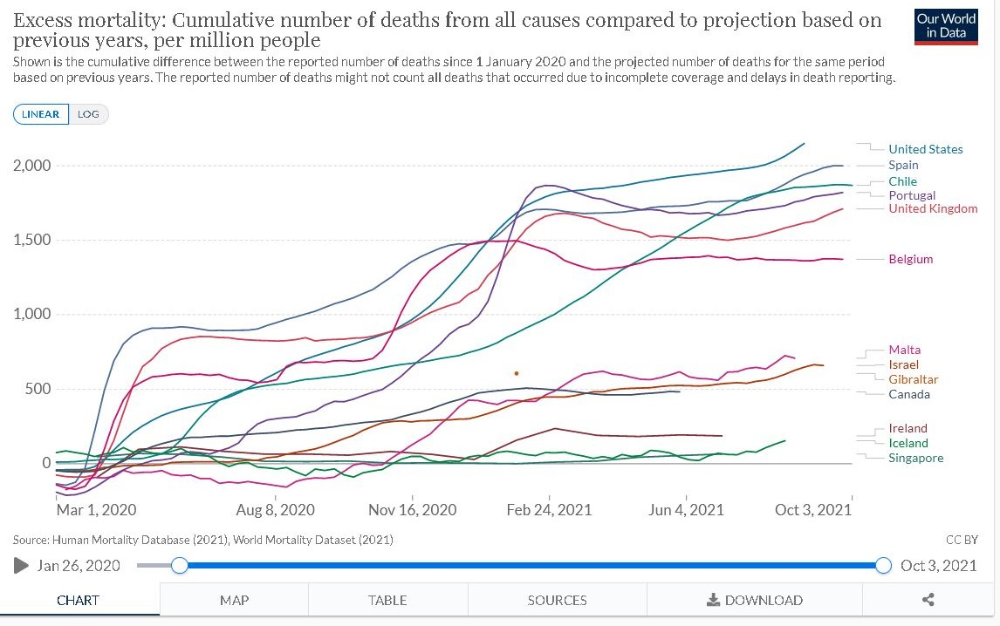 Excess mortality: Cumulative number of deaths from all causes compared to projection based on
previous years, per million people
Our World
in Data
Shown is the cumulative difference between the reported number of deaths since 1 January 2020 and the projected number of deaths for the same period
based on previous years. The reported number of deaths might not count all deaths that occurred due to incomplete coverage and delays in death reporting.
LINEAR LOG
2,000
1,500
1,000
500
0
United States
Spain
Chile
Portugal
United Kingdom
Belgium
Malta
Israel
Gibraltar
Canada
Ireland
Iceland
Singapore
Mar 1, 2020 Aug 8, 2020 Nov 16, 2020 Feb 24, 2021 Jun 4, 2021 Oct 3, 2021
Source: Human Mortality Database (2021), World Mortality Dataset (2021) CC BY
Jan 26, 2020 Oct 3, 2021
CHART MAP TABLE SOURCES DOWNLOAD